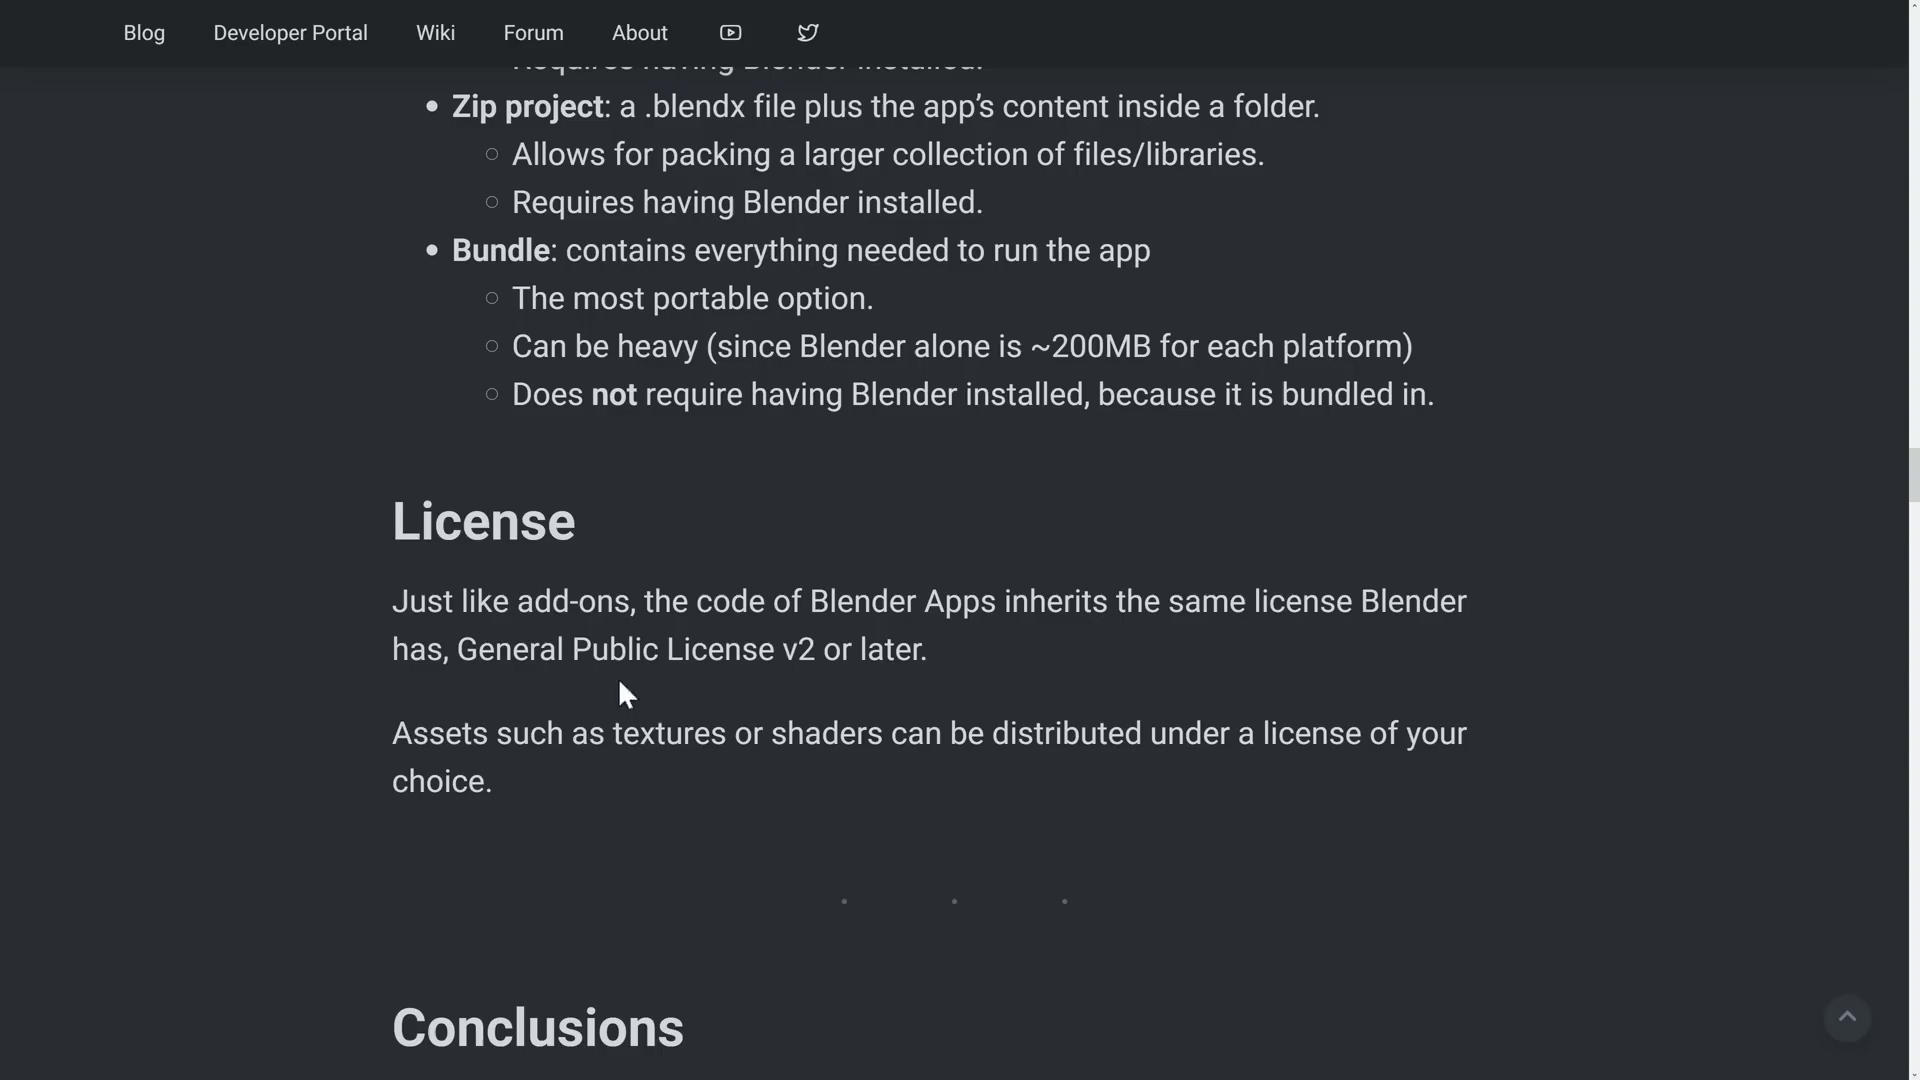 Blog Developer Portal Wiki Forum About
Requires having Blender installed.
• Zip project: a .blendx file plus the app’s content inside a folder.
○ Allows for packing a larger collection of files/libraries.
○ Requires having Blender installed.
• Bundle: contains everything needed to run the app
○ The most portable option.
○ Can be heavy (since Blender alone is ~200MB for each platform)
○ Does not require having Blender installed, because it is bundled in.
License
Just like add-ons, the code of Blender Apps inherits the same license Blender
has, General Public License v2 or later.
Assets such as textures or shaders can be distributed under a license of your
choice.
Conclusions